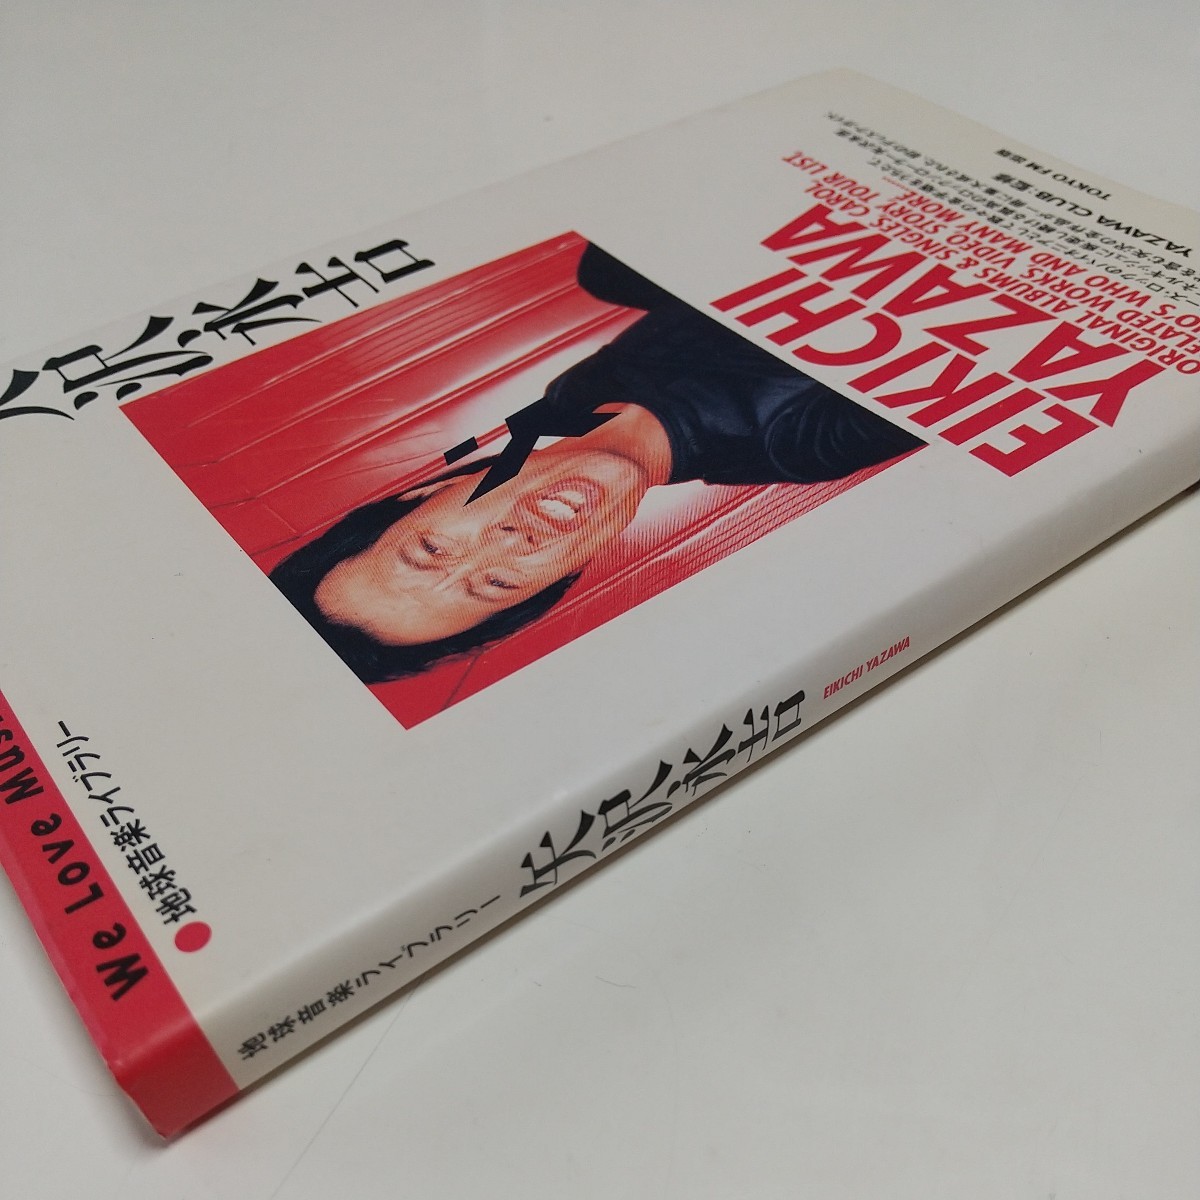 We Love Mus
●地球音楽ライブラリー
矢沢永吉
EIKICHI
YAZAWA
ORIGINAL ALBUMS & SINGLES, CAROL,
RELATED WORKS, VIDEO STORY, TOUR LIST,
WHO'S WHO AND MANY MORE......
YAZAWA CLUB・監修
TOKYO FM出版
地球音楽ライブラリー
矢沢永吉
EIKICHI YAZAWA